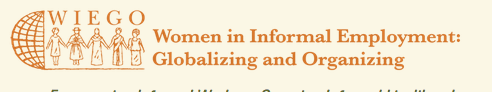 WIEGO
Women in Informal Employment:
Globalizing and Organizing